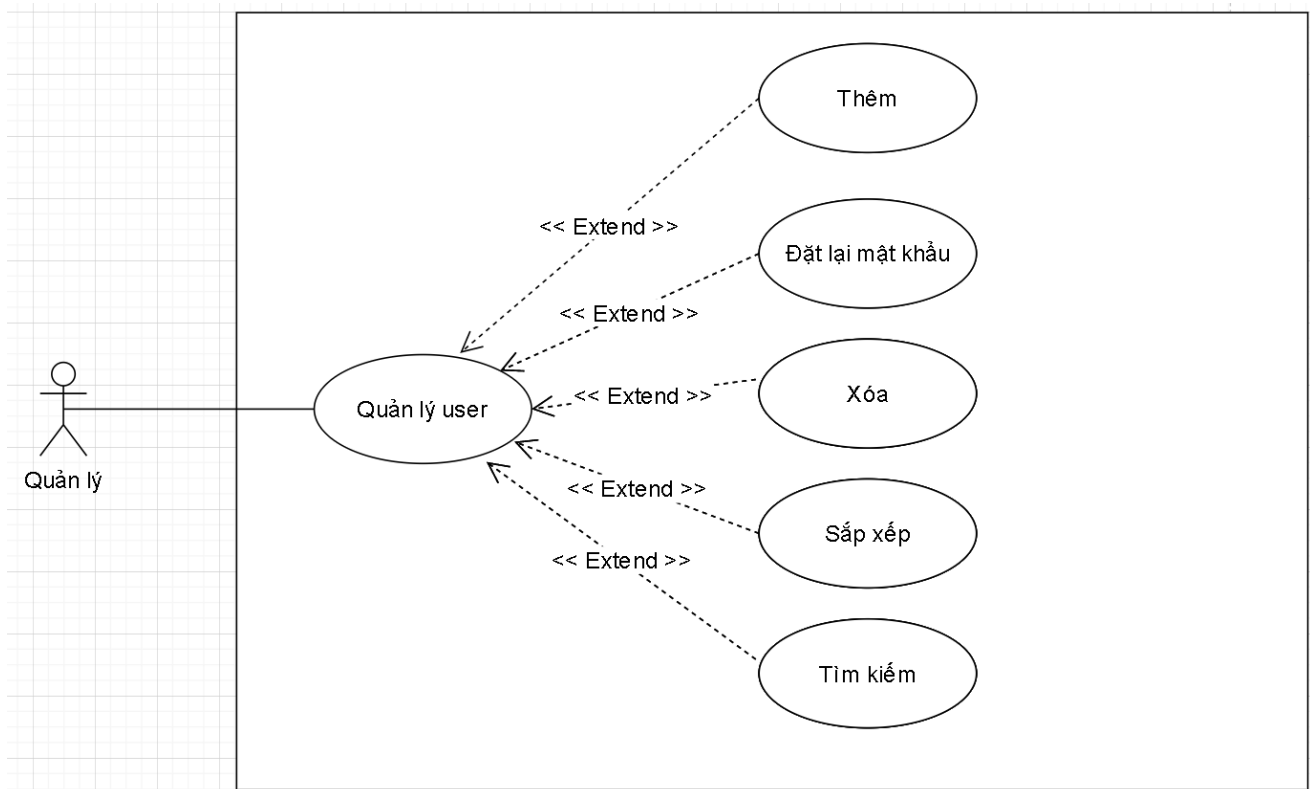 Thêm
<< Extend >>
Đặt lại mật khẩu
<< Extend >>
Xóa
<< Extend >>
Quản lý user
Quản lý
<< Extend >>
Sắp xếp
<< Extend >>
Tìm kiếm